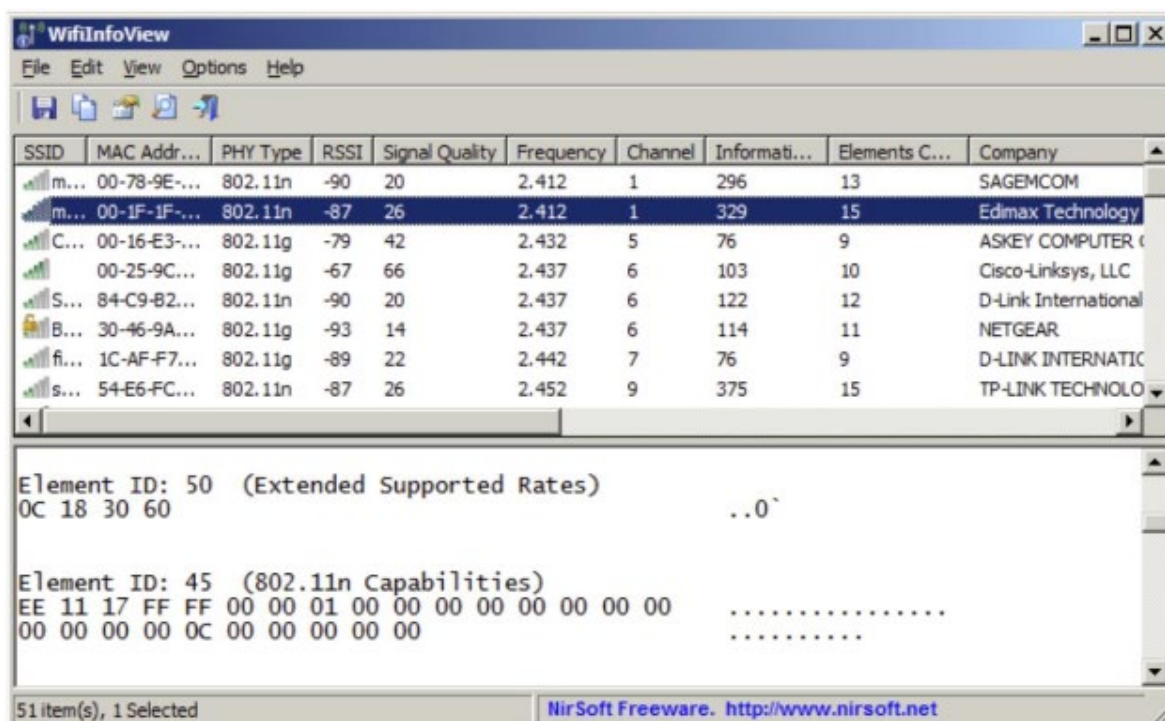 WifiInfoView
File Edit View Options Help
SSID MAC Addr... PHY Type RSSI Signal Quality Frequency Channel Informati... Elements C... Company
m... 00-78-9E-... 802.11n -90 20 2.412 1 296 13 SAGEMCOM
m... 00-1F-1F-... 802.11n -87 26 2.412 1 329 15 Edimax Technology
C... 00-16-E3-... 802.11g -79 42 2.432 5 76 9 ASKEY COMPUTER
00-25-9C... 802.11g -67 66 2.437 6 103 10 Cisco-Linksys, LLC
S... 84-C9-B2... 802.11n -90 20 2.437 6 122 12 D-Link International
B... 30-46-9A... 802.11g -93 14 2.437 6 114 11 NETGEAR
fi... 1C-AF-F7... 802.11g -89 22 2.442 7 76 9 D-LINK INTERNATIC
s... 54-E6-FC... 802.11n -87 26 2.452 9 375 15 TP-LINK TECHNOLO
Element ID: 50 (Extended Supported Rates)
0C 18 30 60 ..0`
Element ID: 45 (802.11n Capabilities)
EE 11 17 FF FF 00 00 01 00 00 00 00 00 00 00 00 ................
00 00 00 00 0C 00 00 00 00 00 ..........
51 item(s), 1 Selected NirSoft Freeware. http://www.nirsoft.net